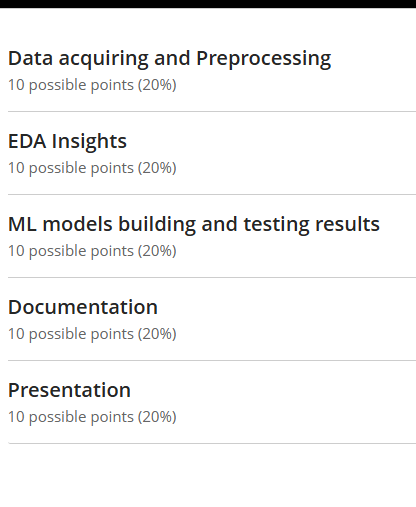 Data acquiring and Preprocessing
10 possible points (20%)
EDA Insights
10 possible points (20%)
ML models building and testing results
10 possible points (20%)
Documentation
10 possible points (20%)
Presentation
10 possible points (20%)